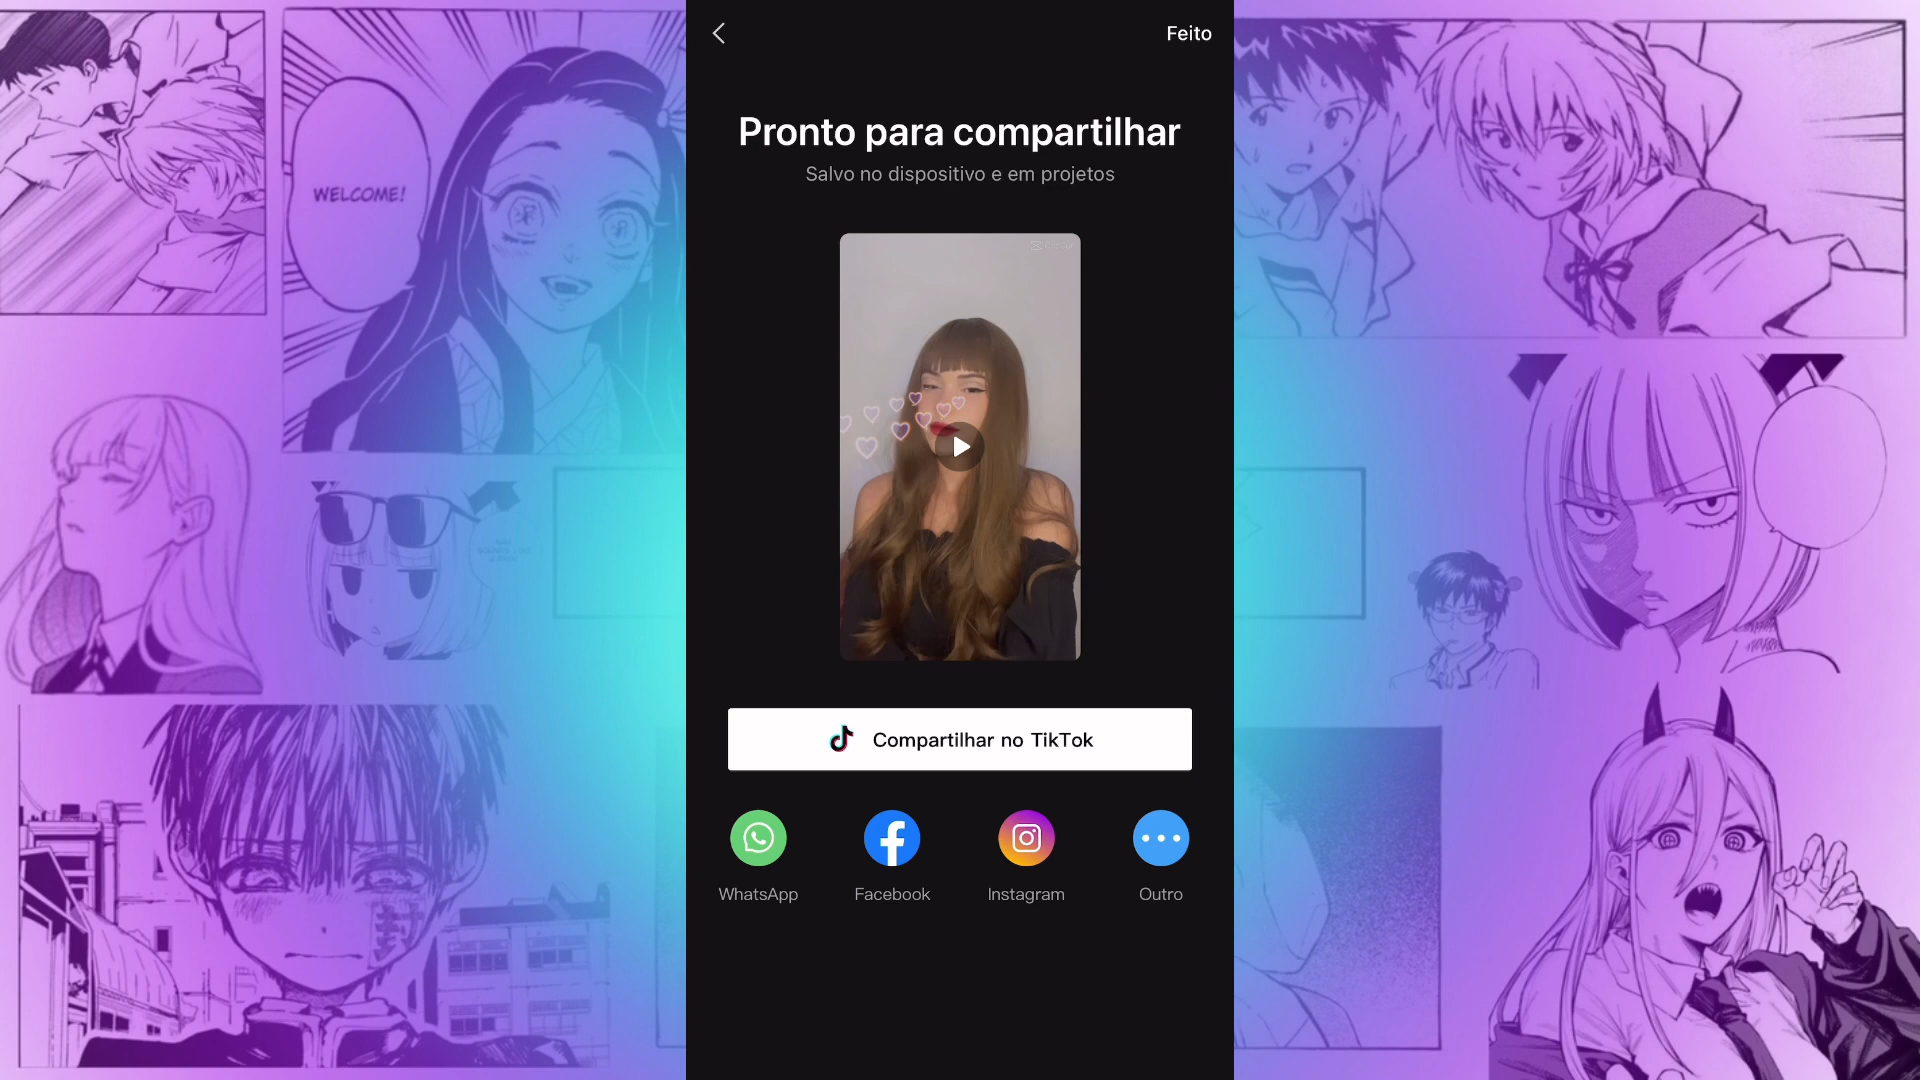 Feito
Pronto para compartilhar
Salvo no dispositivo e em projetos
WELCOME!
Compartilhar no TikTok
WhatsApp
Facebook
Instagram
Outro